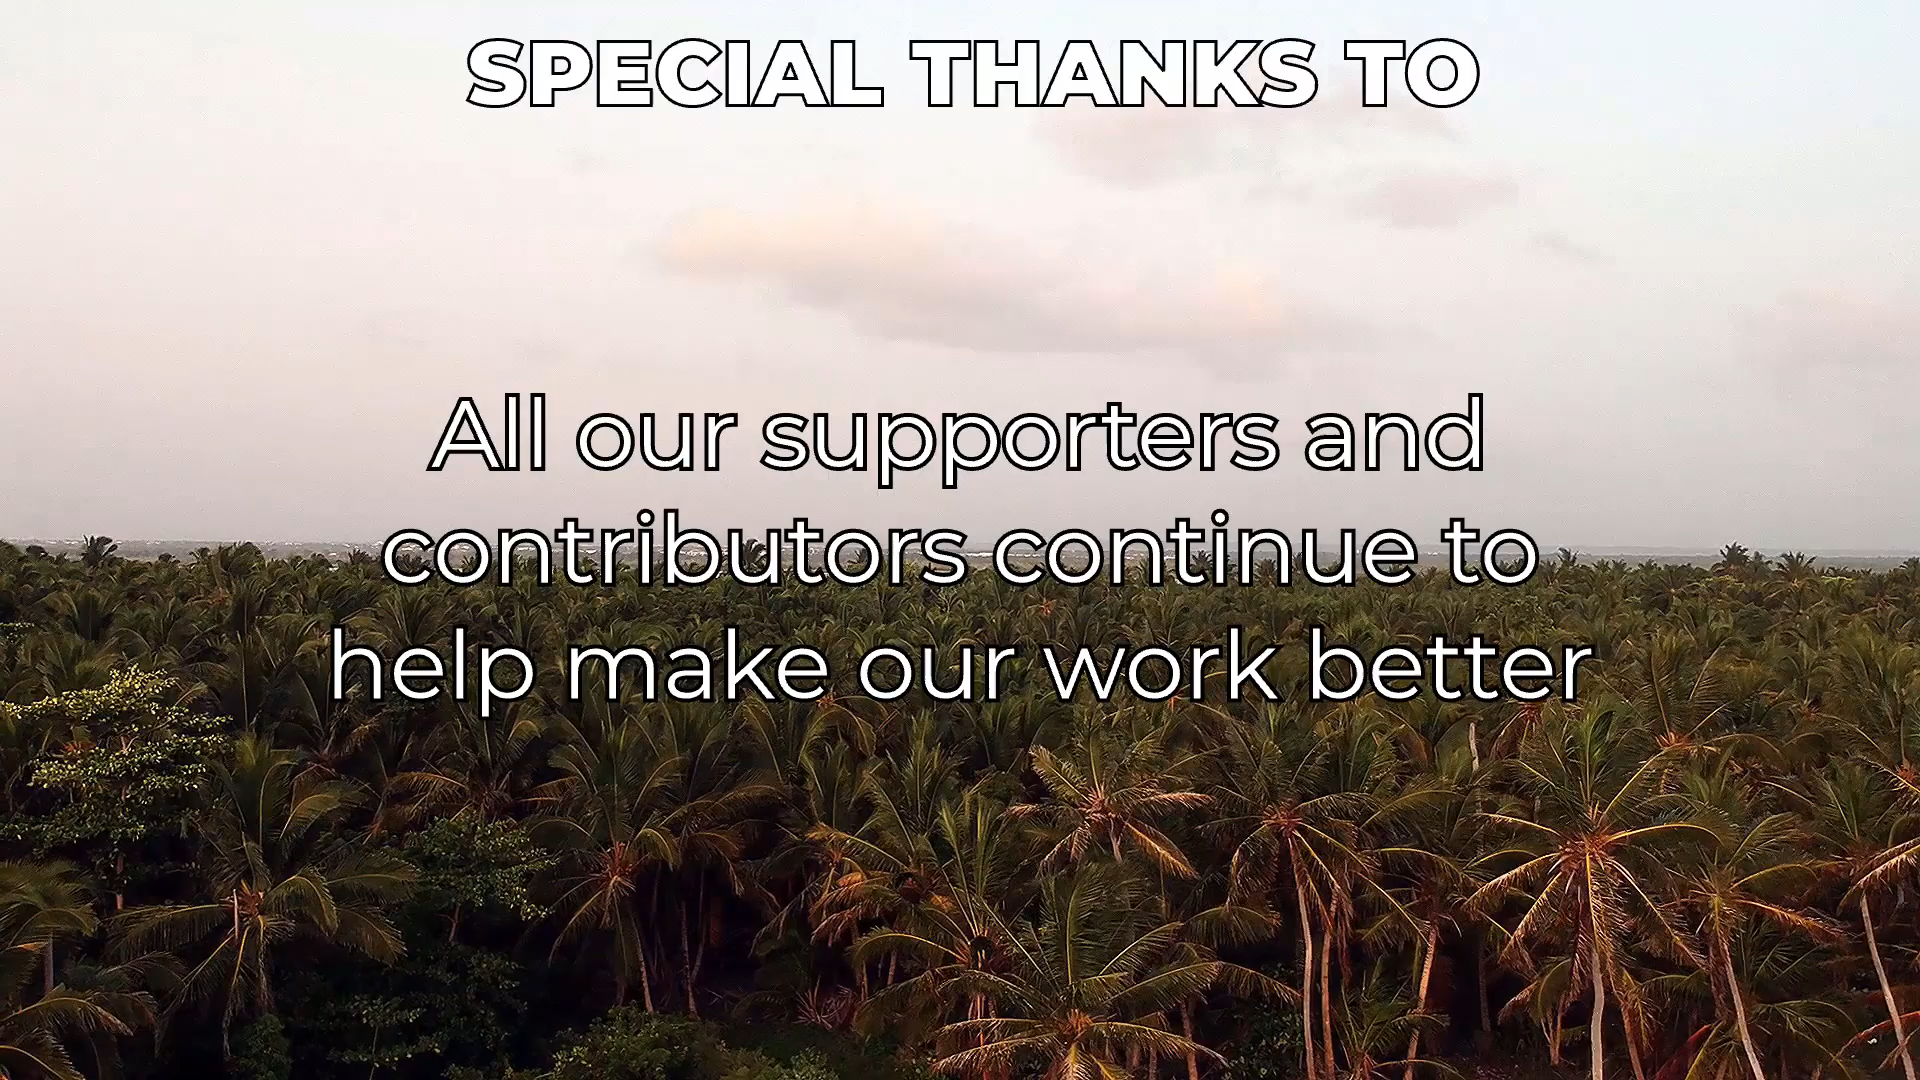 SPECIAL THANKS TO
All our supporters and
contributors continue to
help make our work better